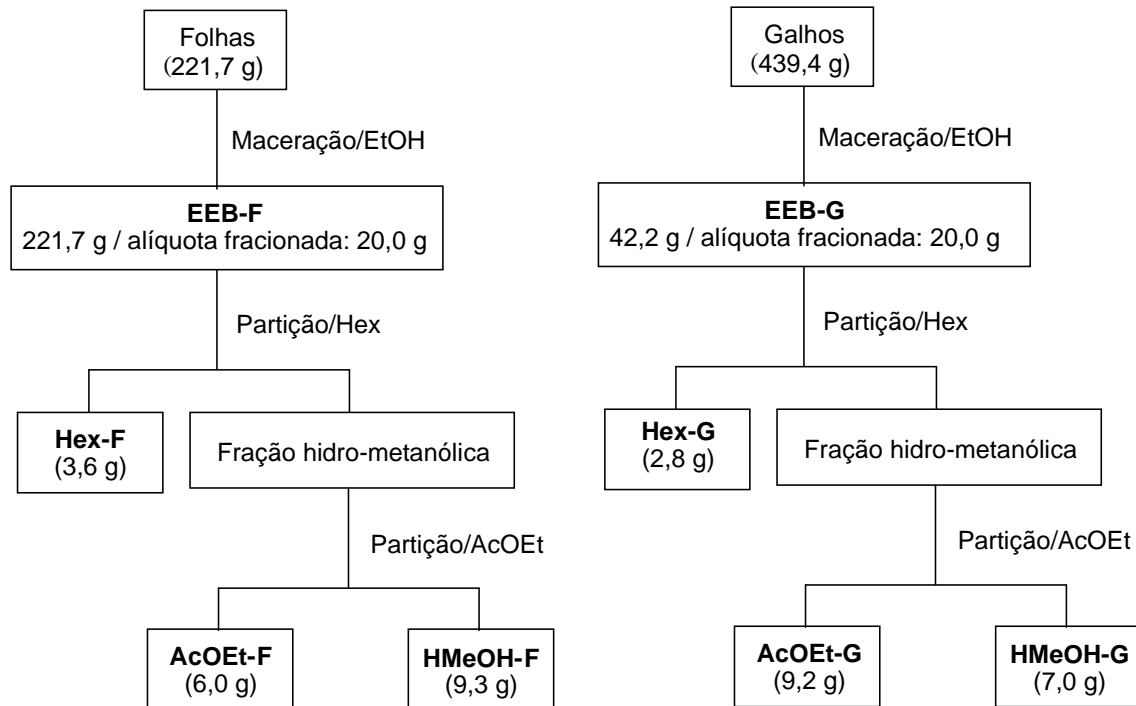 Folhas
(221,7 g)
Maceração/EtOH
EEB-F
221,7 g / alíquota fracionada: 20,0 g
Partição/Hex
Hex-F
(3,6 g)
Fração hidro-metanólica
Partição/AcOEt
AcOEt-F
(6,0 g)
HMeOH-F
(9,3 g)
Galhos
(439,4 g)
Maceração/EtOH
EEB-G
42,2 g / alíquota fracionada: 20,0 g
Partição/Hex
Hex-G
(2,8 g)
Fração hidro-metanólica
Partição/AcOEt
AcOEt-G
(9,2 g)
HMeOH-G
(7,0 g)